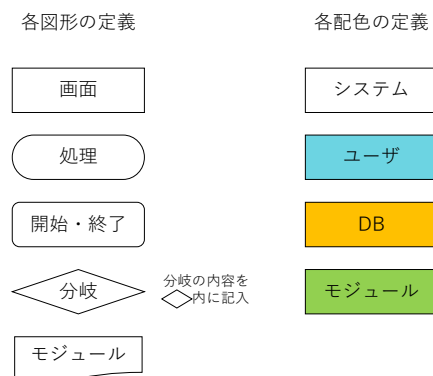 各図形の定義
各配色の定義
画面
システム
処理
ユーザ
開始・終了
DB
分岐
分岐の内容を
内に記入
モジュール
モジュール